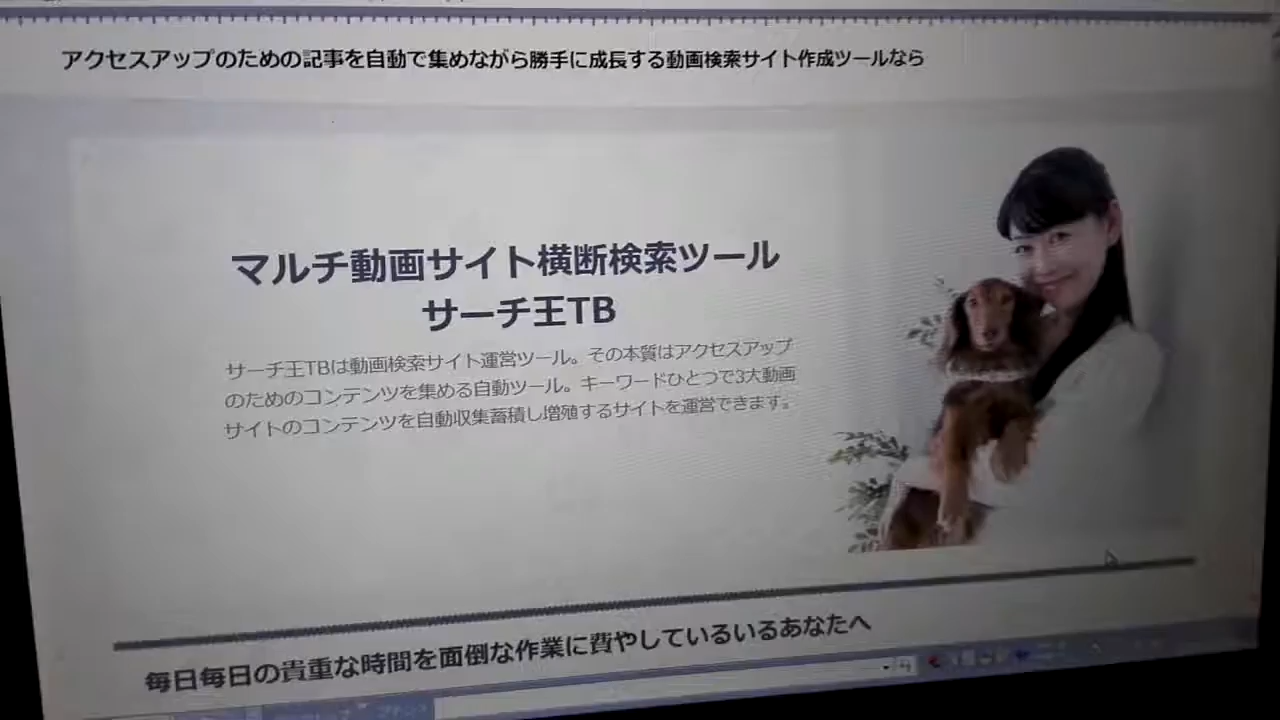 アクセスアップのための記事を自動で集めながら勝手に成長する動画検索サイト作成ツールなら
マルチ動画サイト横断検索ツール
サーチ王TB
サーチ王TBは動画検索サイト運営ツール。その本質はアクセスアップ
のためのコンテンツを集める自動ツール。キーワードひとつで3大動画
サイトのコンテンツを自動収集蓄積し増殖するサイトを運営できます。
毎日毎日の貴重な時間を面倒な作業に費やしているいるあなたへ